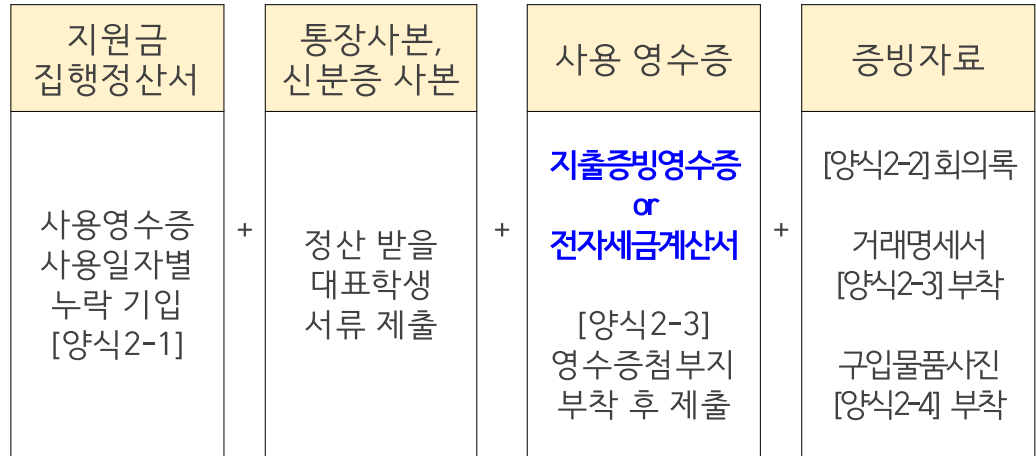 지원금
집행정산서
사용영수증
사용일자별
누락 기입
[양식2-1]
+
통장사본,
신분증 사본
정산 받을
대표학생
서류 제출
+
사용 영수증
지출증빙영수증
or
전자세금계산서
[양식2-3]
영수증첨부지
부착 후 제출
+
증빙자료
[양식2-2] 회의록
거래명세서
[양식2-3] 부착
구입물품사진
[양식2-4] 부착